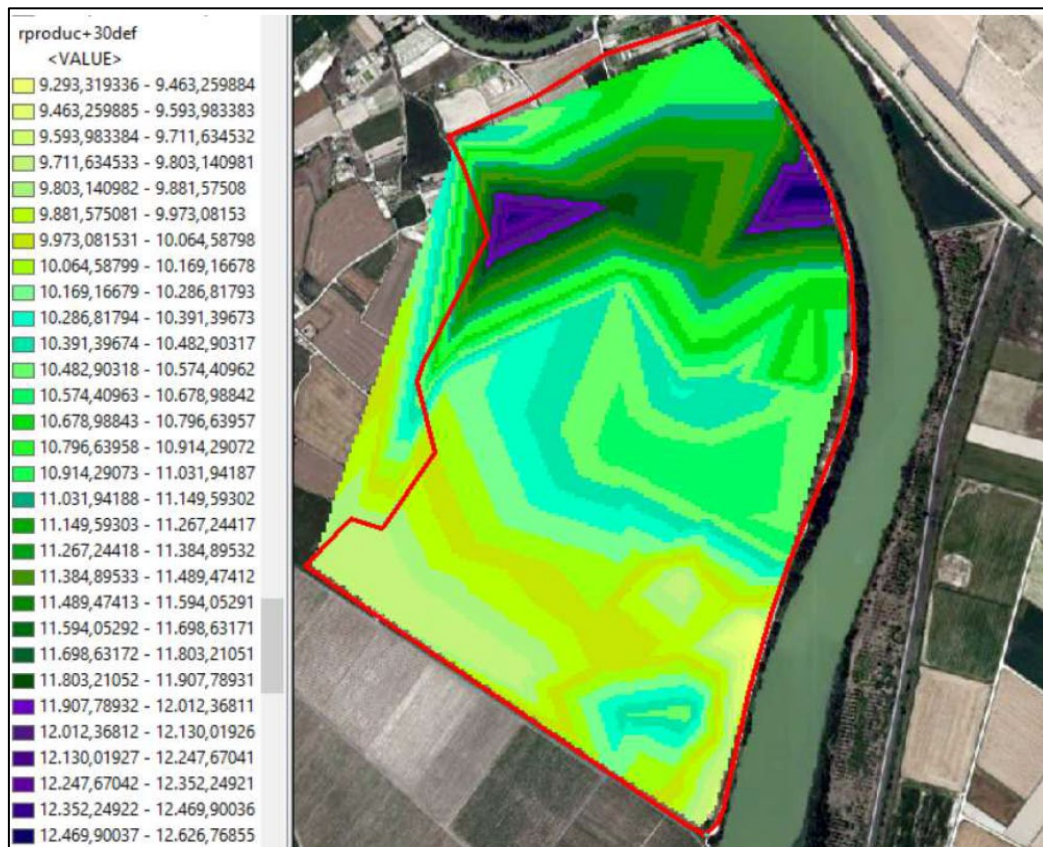 rproduc+30def
<VALUE>
9.293,319336 - 9.463,259884
9.463,259885 - 9.593,983383
9.593,983384 - 9.711,634532
9.711,634533 - 9.803,140981
9.803,140982 - 9.881,57508
9.881,575081 - 9.973,08153
9.973,081531 - 10.064,58798
10.064,58799 - 10.169,16678
10.169,16679 - 10.286,81793
10.286,81794 - 10.391,39673
10.391,39674 - 10.482,90317
10.482,90318 - 10.574,40962
10.574,40963 - 10.678,98842
10.678,98843 - 10.796,63957
10.796,63958 - 10.914,29072
10.914,29073 - 11.031,94187
11.031,94188 - 11.149,59302
11.149,59303 - 11.267,24417
11.267,24418 - 11.384,89532
11.384,89533 - 11.489,47412
11.489,47413 - 11.594,05291
11.594,05292 - 11.698,63171
11.698,63172 - 11.803,21051
11.803,21052 - 11.907,78931
11.907,78932 - 12.012,36811
12.012,36812 - 12.130,01926
12.130,01927 - 12.247,67041
12.247,67042 - 12.352,24921
12.352,24922 - 12.469,90036
12.469,90037 - 12.626,76855